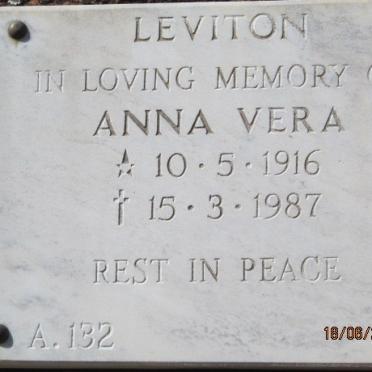 LEVITON
IN LOVING MEMORY
ANNA VERA
☆ 10·5·1916
† 15·3·1987
REST IN PEACE
A.132
18/06/